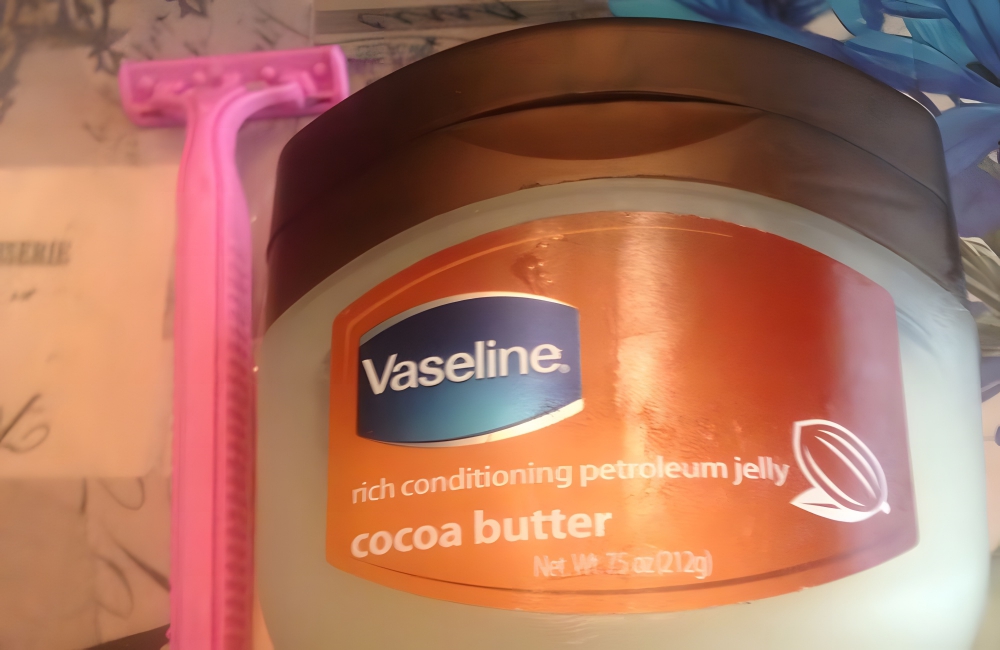 Vaseline®
rich conditioning petroleum jelly
cocoa butter
Net Wt. 7.5 oz (212g)